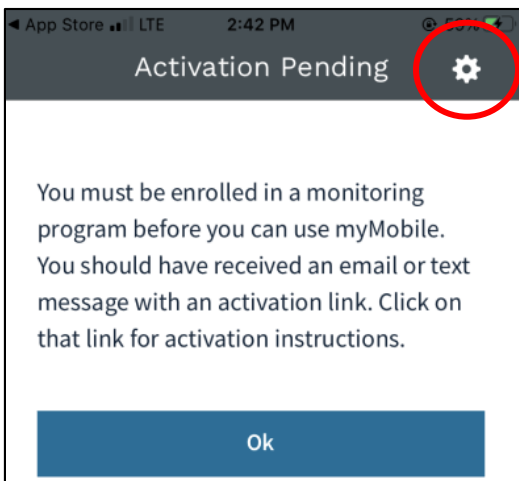 App Store LTE 2:42 PM 53%
Activation Pending
You must be enrolled in a monitoring
program before you can use myMobile.
You should have received an email or text
message with an activation link. Click on
that link for activation instructions.
Ok